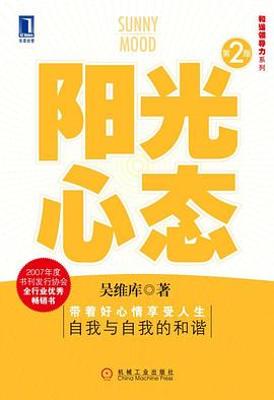 SUNNY
MOOD
和谐领导力系列
第2版
阳光
心态
2007年度
书刊发行协会
全行业优秀
畅销书
吴维库◎著
带着好心情享受人生
自我与自我的和谐
机械工业出版社
China Machine Press